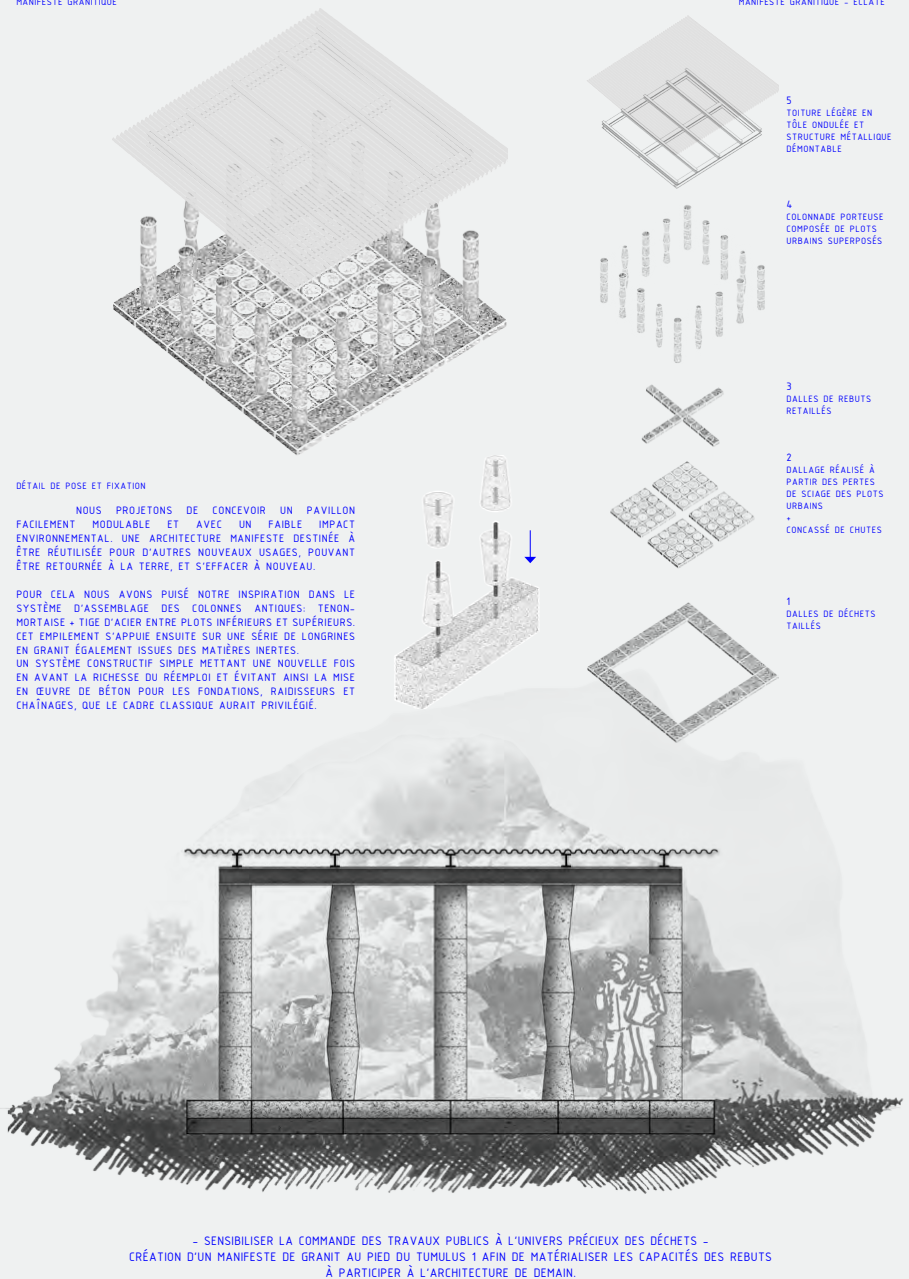 MANIFESTE GRANITIQUE
MANIFESTE GRANITIQUE - ÉCLATÉ
5
TOITURE LÉGÈRE EN
TÔLE ONDULÉE ET
STRUCTURE MÉTALLIQUE
DÉMONTABLE
4
COLONNADE PORTEUSE
COMPOSÉE DE PLOTS
URBAINS SUPERPOSÉS
3
DALLES DE REBUTS
RETAILLÉS
2
DALLAGE RÉALISÉ À
PARTIR DES PERTES
DE SCIAGE DES PLOTS
URBAINS
+
CONCASSÉ DE CHUTES
1
DALLES DE DÉCHETS
TAILLÉS
DÉTAIL DE POSE ET FIXATION
NOUS PROJETONS DE CONCEVOIR UN PAVILLON
FACILEMENT MODULABLE ET AVEC UN FAIBLE IMPACT
ENVIRONNEMENTAL. UNE ARCHITECTURE MANIFESTE DESTINÉE À
ÊTRE RÉUTILISÉE POUR D'AUTRES NOUVEAUX USAGES, POUVANT
ÊTRE RETOURNÉE À LA TERRE, ET S'EFFACER À NOUVEAU.
POUR CELA NOUS AVONS PUISÉ NOTRE INSPIRATION DANS LE
SYSTÈME D'ASSEMBLAGE DES COLONNES ANTIQUES: TENON-
MORTAISE + TIGE D'ACIER ENTRE PLOTS INFÉRIEURS ET SUPÉRIEURS.
CET EMPILEMENT S'APPUIE ENSUITE SUR UNE SÉRIE DE LONGRINES
EN GRANIT ÉGALEMENT ISSUES DES MATIÈRES INERTES.
UN SYSTÈME CONSTRUCTIF SIMPLE METTANT UNE NOUVELLE FOIS
EN AVANT LA RICHESSE DU RÉEMPLOI ET ÉVITANT AINSI LA MISE
EN ŒUVRE DE BÉTON POUR LES FONDATIONS, RAIDISSEURS ET
CHAÎNAGES, QUE LE CADRE CLASSIQUE AURAIT PRIVILÉGIÉ.
- SENSIBILISER LA COMMANDE DES TRAVAUX PUBLICS À L'UNIVERS PRÉCIEUX DES DÉCHETS -
CRÉATION D'UN MANIFESTE DE GRANIT AU PIED DU TUMULUS 1 AFIN DE MATÉRIALISER LES CAPACITÉS DES REBUTS
À PARTICIPER À L'ARCHITECTURE DE DEMAIN.